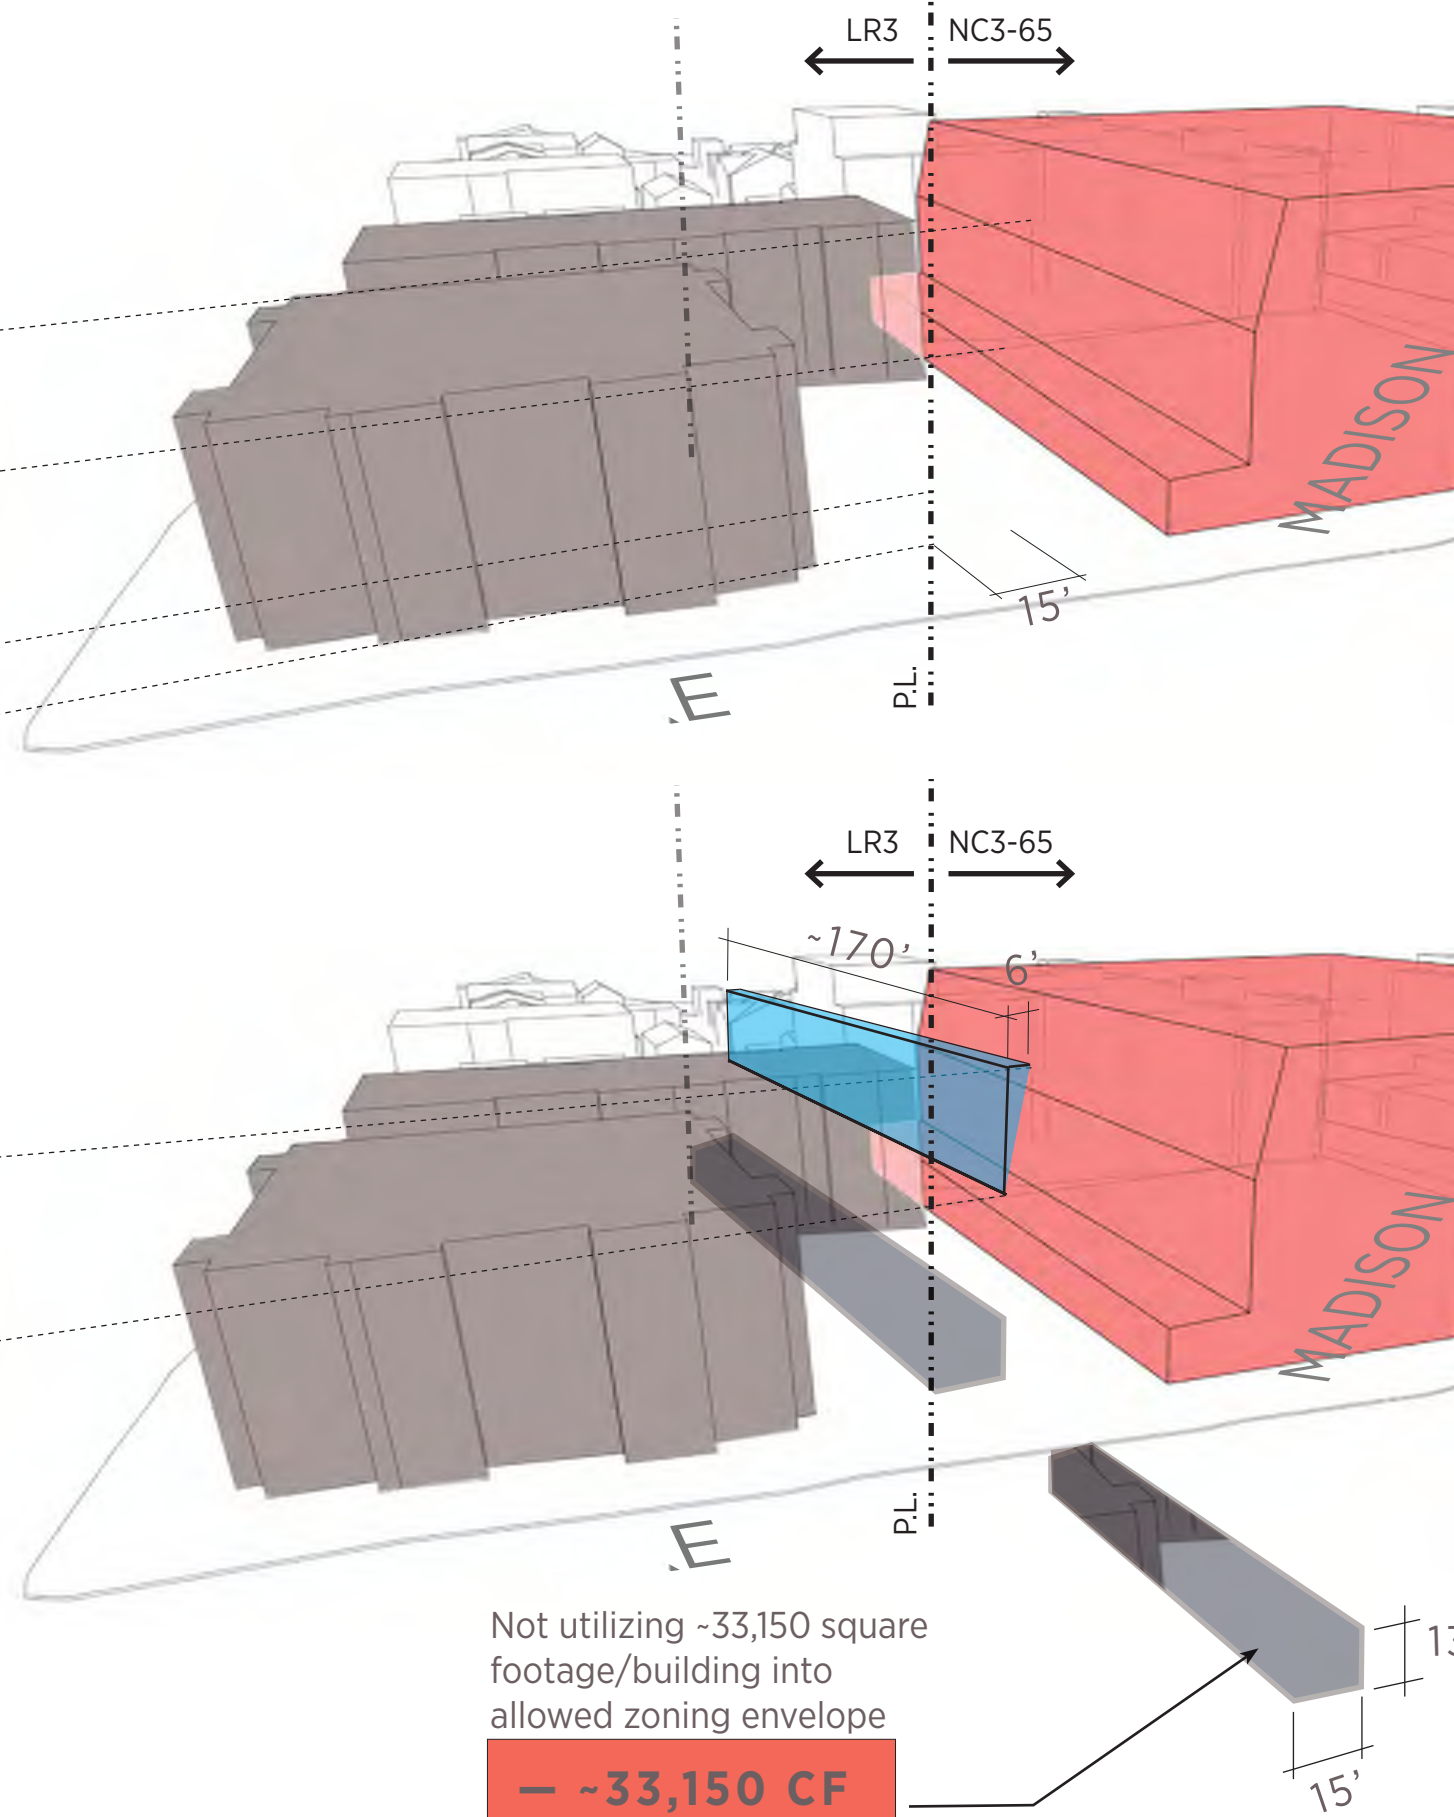 LR3 NC3-65
MADISON
15’
P.L.
E
LR3 NC3-65
~170’
6’
MADISON
P.L.
E
Not utilizing ~33,150 square
footage/building into
allowed zoning envelope
— ~33,150 CF
15’